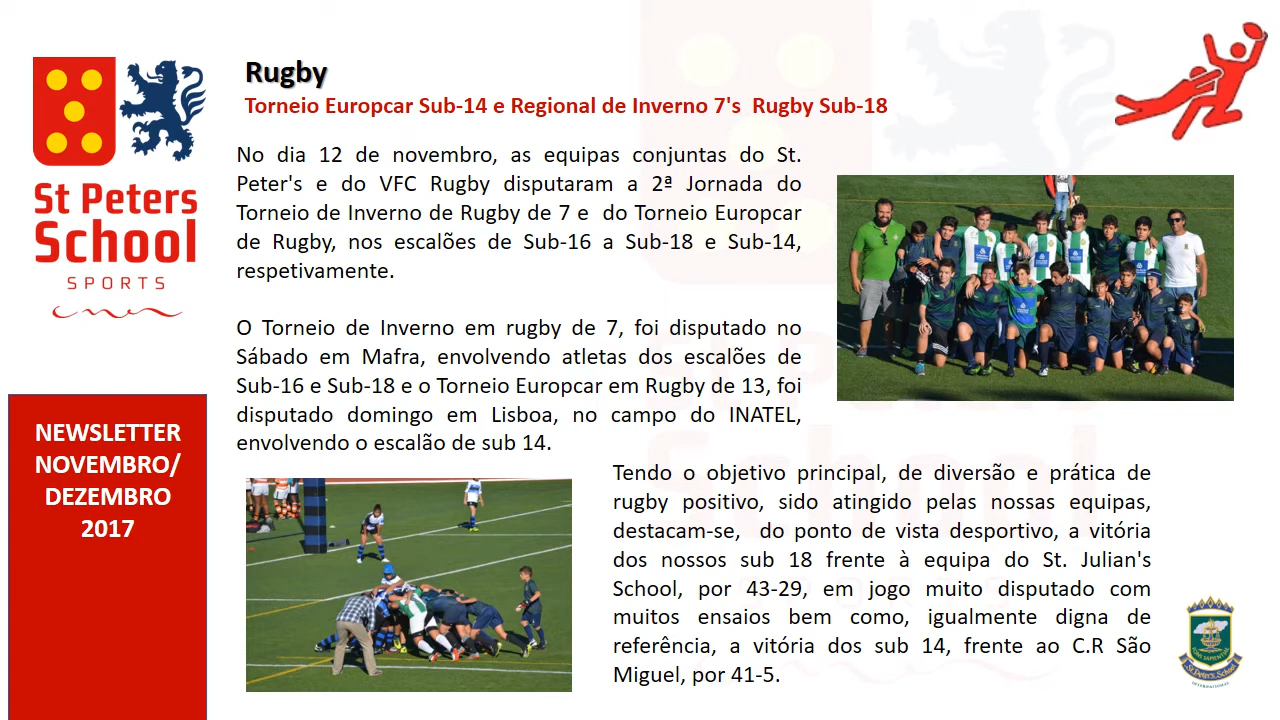 St Peters
School
SPORTS
NEWSLETTER
NOVEMBRO/
DEZEMBRO
2017
Rugby
Torneio Europcar Sub-14 e Regional de Inverno 7's  Rugby Sub-18
No dia 12 de novembro, as equipas conjuntas do St.
Peter's e do VFC Rugby disputaram a 2ª Jornada do
Torneio de Inverno de Rugby de 7 e  do Torneio Europcar
de Rugby, nos escalões de Sub-16 a Sub-18 e Sub-14,
respetivamente.
O Torneio de Inverno em rugby de 7, foi disputado no
Sábado em Mafra, envolvendo atletas dos escalões de
Sub-16 e Sub-18 e o Torneio Europcar em Rugby de 13, foi
disputado domingo em Lisboa, no campo do INATEL,
envolvendo o escalão de sub 14.
Tendo o objetivo principal, de diversão e prática de
rugby positivo, sido atingido pelas nossas equipas,
destacam-se,  do ponto de vista desportivo, a vitória
dos nossos sub 18 frente à equipa do St. Julian's
School, por 43-29, em jogo muito disputado com
muitos ensaios bem como, igualmente digna de
referência, a vitória dos sub 14, frente ao C.R São
Miguel, por 41-5.
FONS SAPIENTIAE
St. Peter's School
INTERNATIONAL